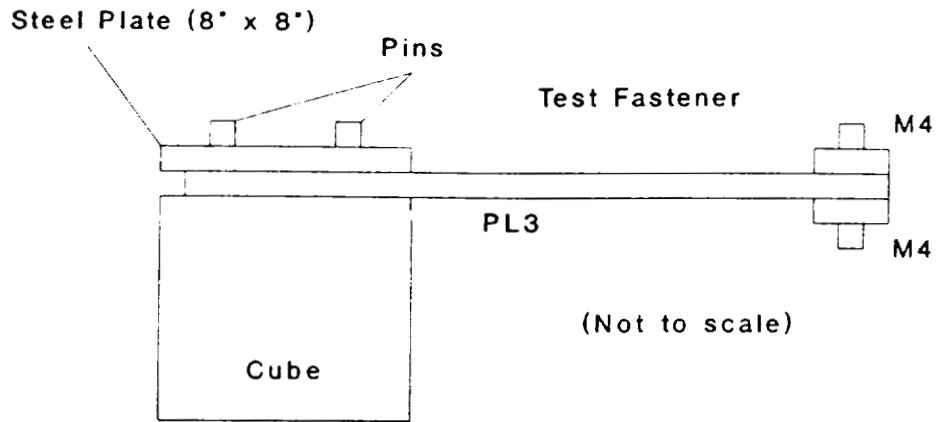 Steel Plate (8" x 8")
Pins
Test Fastener
M4
PL3
M4
(Not to scale)
Cube